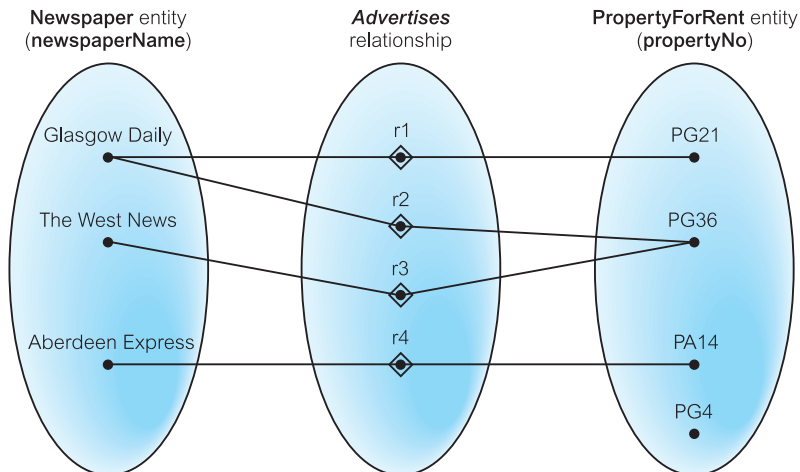 Newspaper entity
(newspaperName)
Advertises
relationship
PropertyForRent entity
(propertyNo)
Glasgow Daily
The West News
Aberdeen Express
r1
r2
r3
r4
PG21
PG36
PA14
PG4